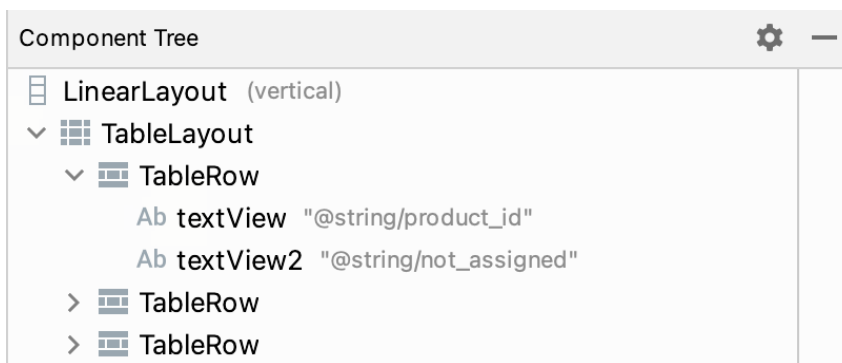 Component Tree
LinearLayout (vertical)
TableLayout
TableRow
Ab textView "@string/product_id"
Ab textView2 "@string/not_assigned"
TableRow
TableRow